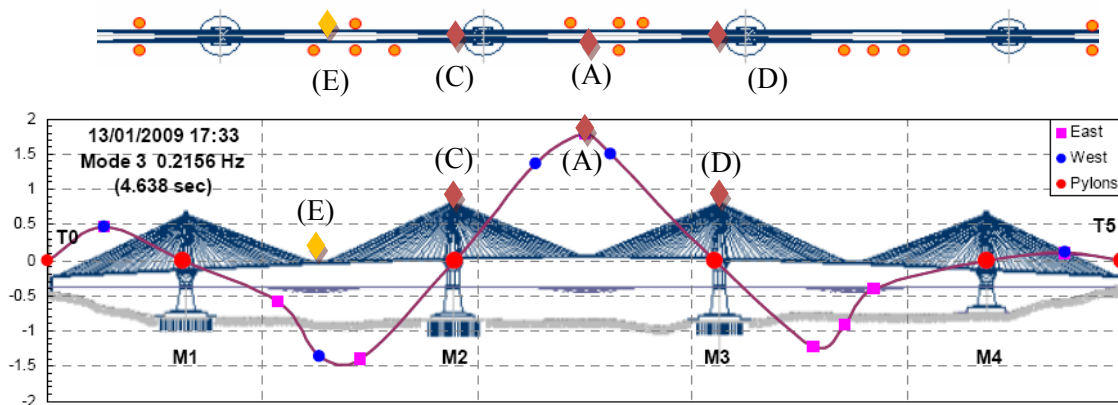 (E)
(C)
(A)
(D)
2
1.5
1
0.5
0
-0.5
-1
-1.5
-2
13/01/2009 17:33
Mode 3 0.2156 Hz
(4.638 sec)
(E)
(C)
(A)
(D)
East
West
Pylons
T0
T5
M1
M2
M3
M4